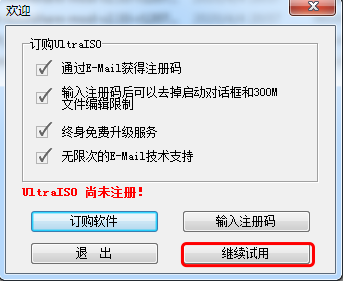 欢迎
订购UltraISO
通过E-Mail获得注册码
输入注册码后可以去掉启动对话框和300M
文件编辑限制
终身免费升级服务
无限次的E-Mail技术支持
UltraISO 尚未注册!
订购软件
输入注册码
退 出
继续试用